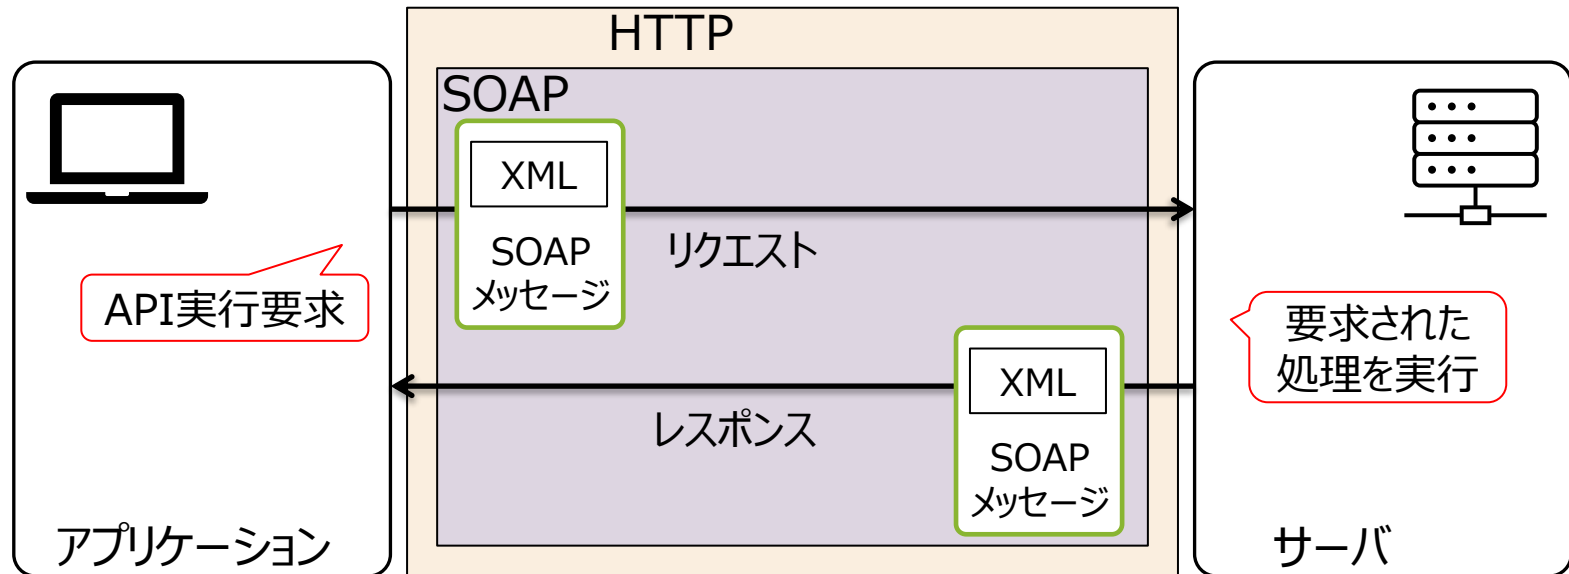 HTTP
SOAP
XML
SOAP
メッセージ
リクエスト
API実行要求
要求された
処理を実行
XML
SOAP
メッセージ
レスポンス
アプリケーション
サーバ